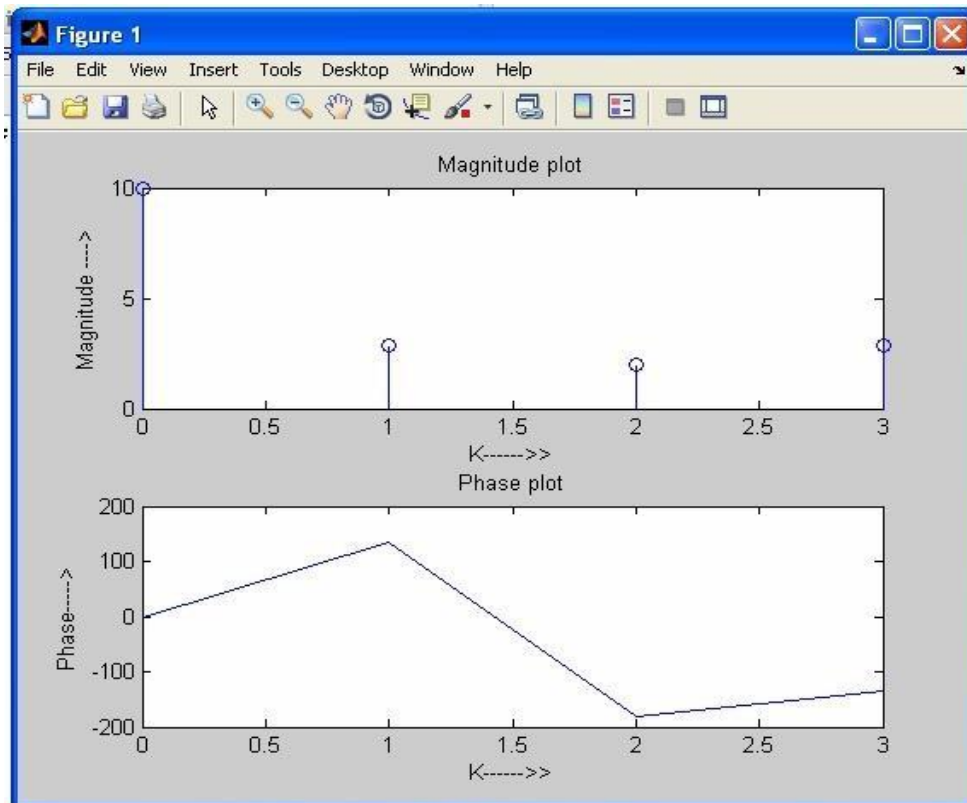 Figure 1
File Edit View Insert Tools Desktop Window Help
Magnitude plot
Magnitude ---->
10
5
0
0 0.5 1 1.5 2 2.5 3
K------>>
Phase plot
Phase----->
200
100
0
-100
-200
0 0.5 1 1.5 2 2.5 3
K------>>